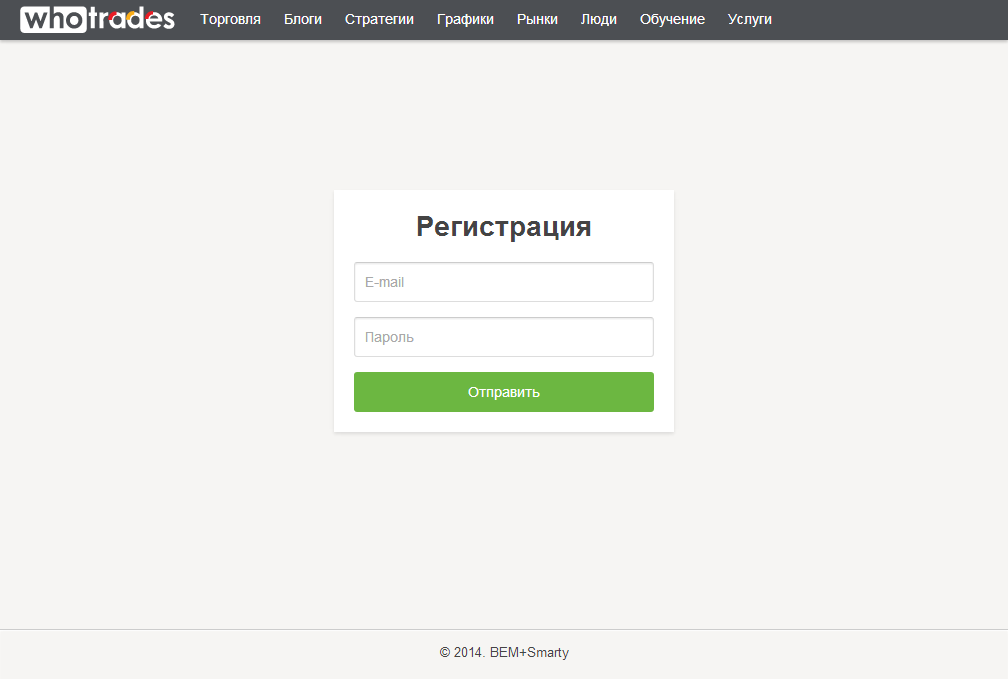 whotrades Торговля Блоги Стратегии Графики Рынки Люди Обучение Услуги
Регистрация
E-mail
Пароль
Отправить
© 2014. BEM+Smarty